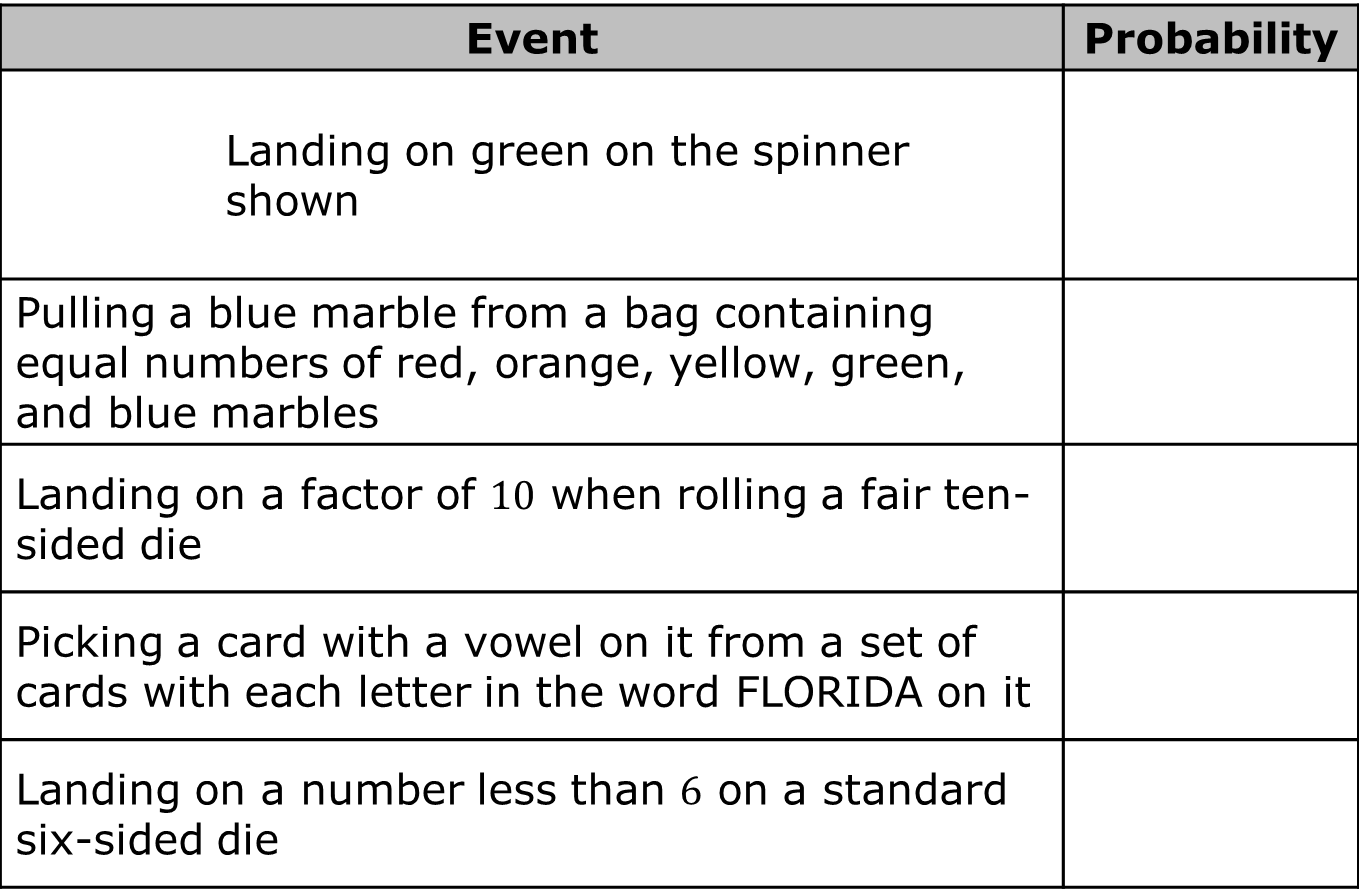 Event
Probability
Landing on green on the spinner
shown
Pulling a blue marble from a bag containing
equal numbers of red, orange, yellow, green,
and blue marbles
Landing on a factor of 10 when rolling a fair ten-
sided die
Picking a card with a vowel on it from a set of
cards with each letter in the word FLORIDA on it
Landing on a number less than 6 on a standard
six-sided die